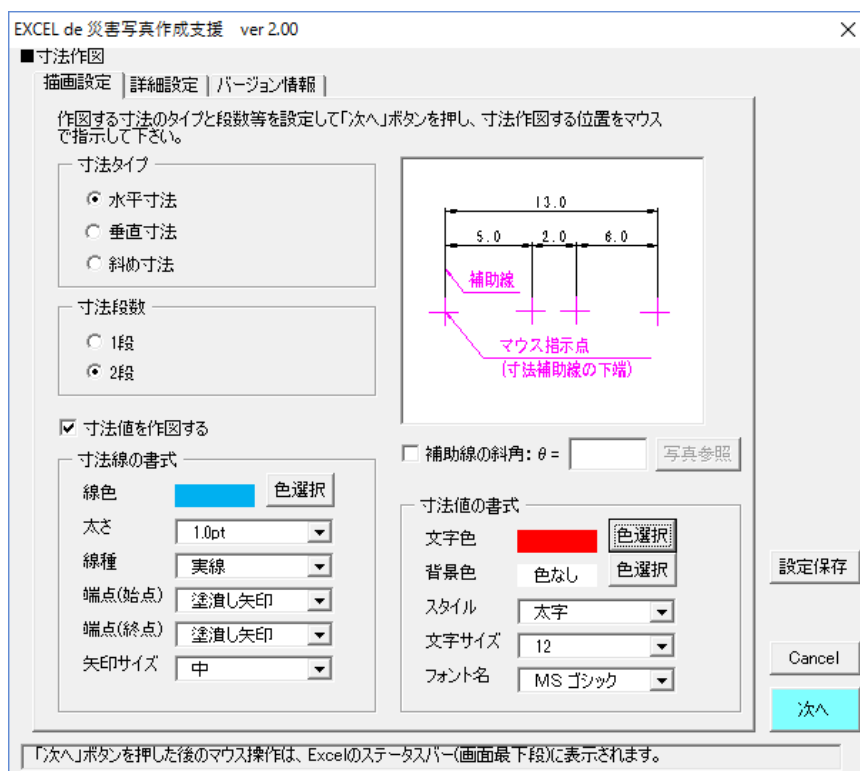 EXCEL de 災害写真作成支援 ver 2.00
■寸法作図
描画設定 詳細設定 バージョン情報
作図する寸法のタイプと段数等を設定して「次へ」ボタンを押し、寸法作図する位置をマウス
で指示して下さい。
寸法タイプ
水平寸法
垂直寸法
斜め寸法
寸法段数
1段
2段
13.0
5.0 2.0 6.0
補助線
マウス指示点
(寸法補助線の下端)
寸法値を作図する
補助線の斜角:θ=
写真参照
寸法線の書式
線色 色選択
太さ 1.0pt
線種 実線
端点(始点) 塗潰し矢印
端点(終点) 塗潰し矢印
矢印サイズ 中
寸法値の書式
文字色 色選択
背景色 色なし 色選択
スタイル 太字
文字サイズ 12
フォント名 MS ゴシック
設定保存
Cancel
次へ
「次へ」ボタンを押した後のマウス操作は、Excelのステータスバー(画面最下段)に表示されます。